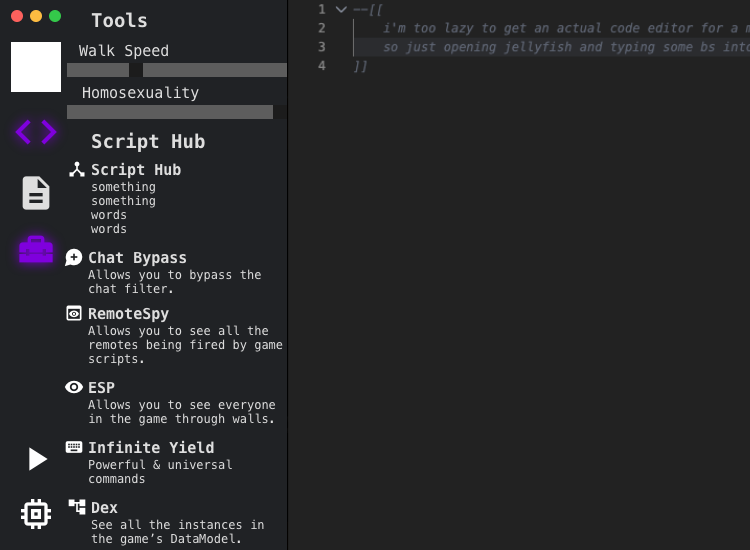 Tools
Walk Speed
Homosexuality
Script Hub
Script Hub
something
something
words
words
Chat Bypass
Allows you to bypass the
chat filter.
RemoteSpy
Allows you to see all the
remotes being fired by game
scripts.
ESP
Allows you to see everyone
in the game through walls.
Infinite Yield
Powerful & universal
commands
Dex
See all the instances in
the game’s DataModel.
1 --[[
2 i'm too lazy to get an actual code editor for a
3 so just opening jellyfish and typing some bs into
4 ]]